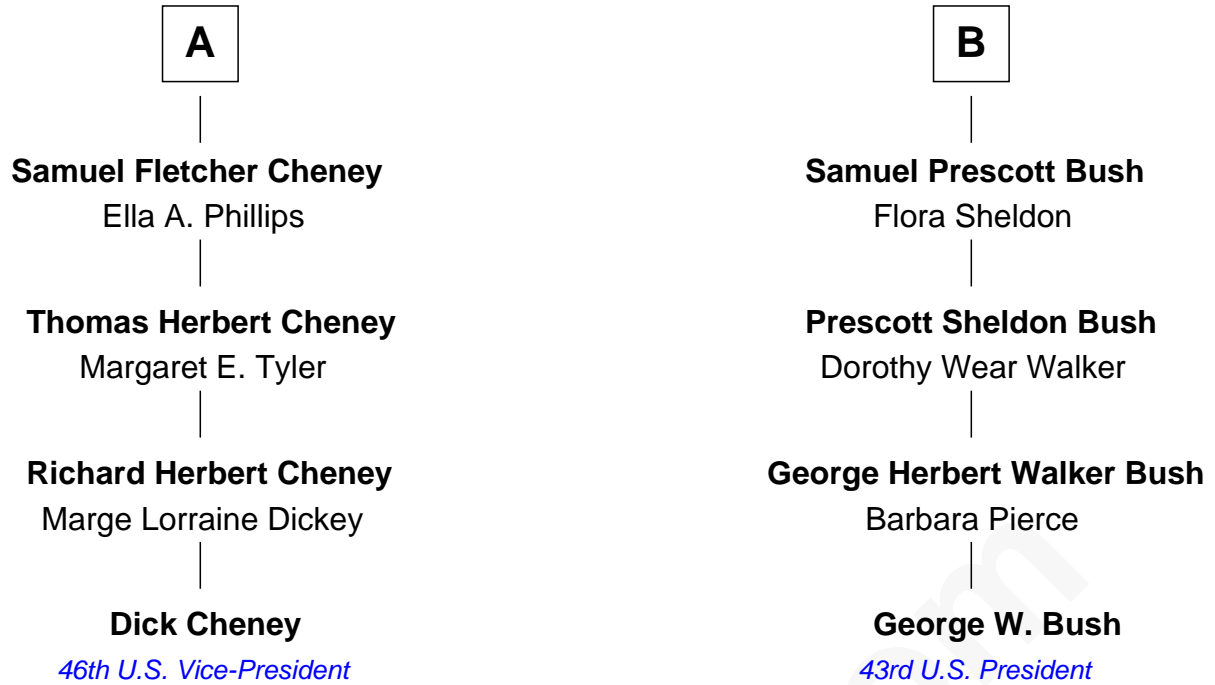 A
B
Samuel Fletcher Cheney
Samuel Prescott Bush
Ella A. Phillips
Flora Sheldon
Thomas Herbert Cheney
Prescott Sheldon Bush
Margaret E. Tyler
Dorothy Wear Walker
Richard Herbert Cheney
George Herbert Walker Bush
Marge Lorraine Dickey
Barbara Pierce
Dick Cheney
George W. Bush
46th U.S. Vice-President
43rd U.S. President
om